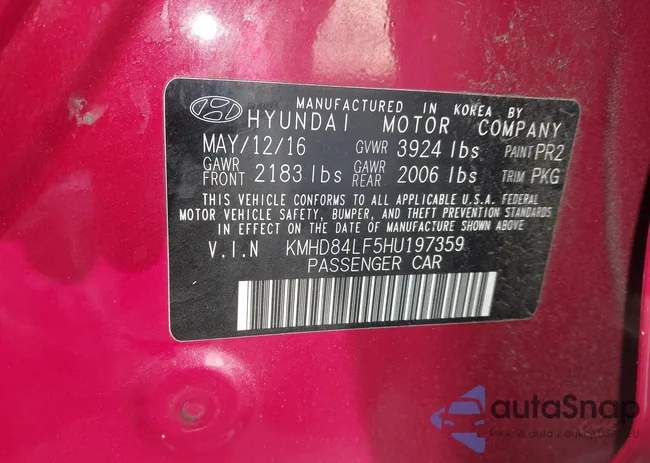 MANUFACTURED IN KOREA BY
HYUNDAI MOTOR COMPANY
MAY/12/16 GVWR 3924 lbs PAINT PR2
GAWR FRONT 2183 lbs GAWR REAR 2006 lbs TRIM PKG
THIS VEHICLE CONFORMS TO ALL APPLICABLE U.S.A. FEDERAL
MOTOR VEHICLE SAFETY, BUMPER, AND THEFT PREVENTION STANDARDS
IN EFFECT ON THE DATE OF MANUFACTURE SHOWN ABOVE
V.I.N KMHD84LF5HU197359
PASSENGER CAR
autaSnap